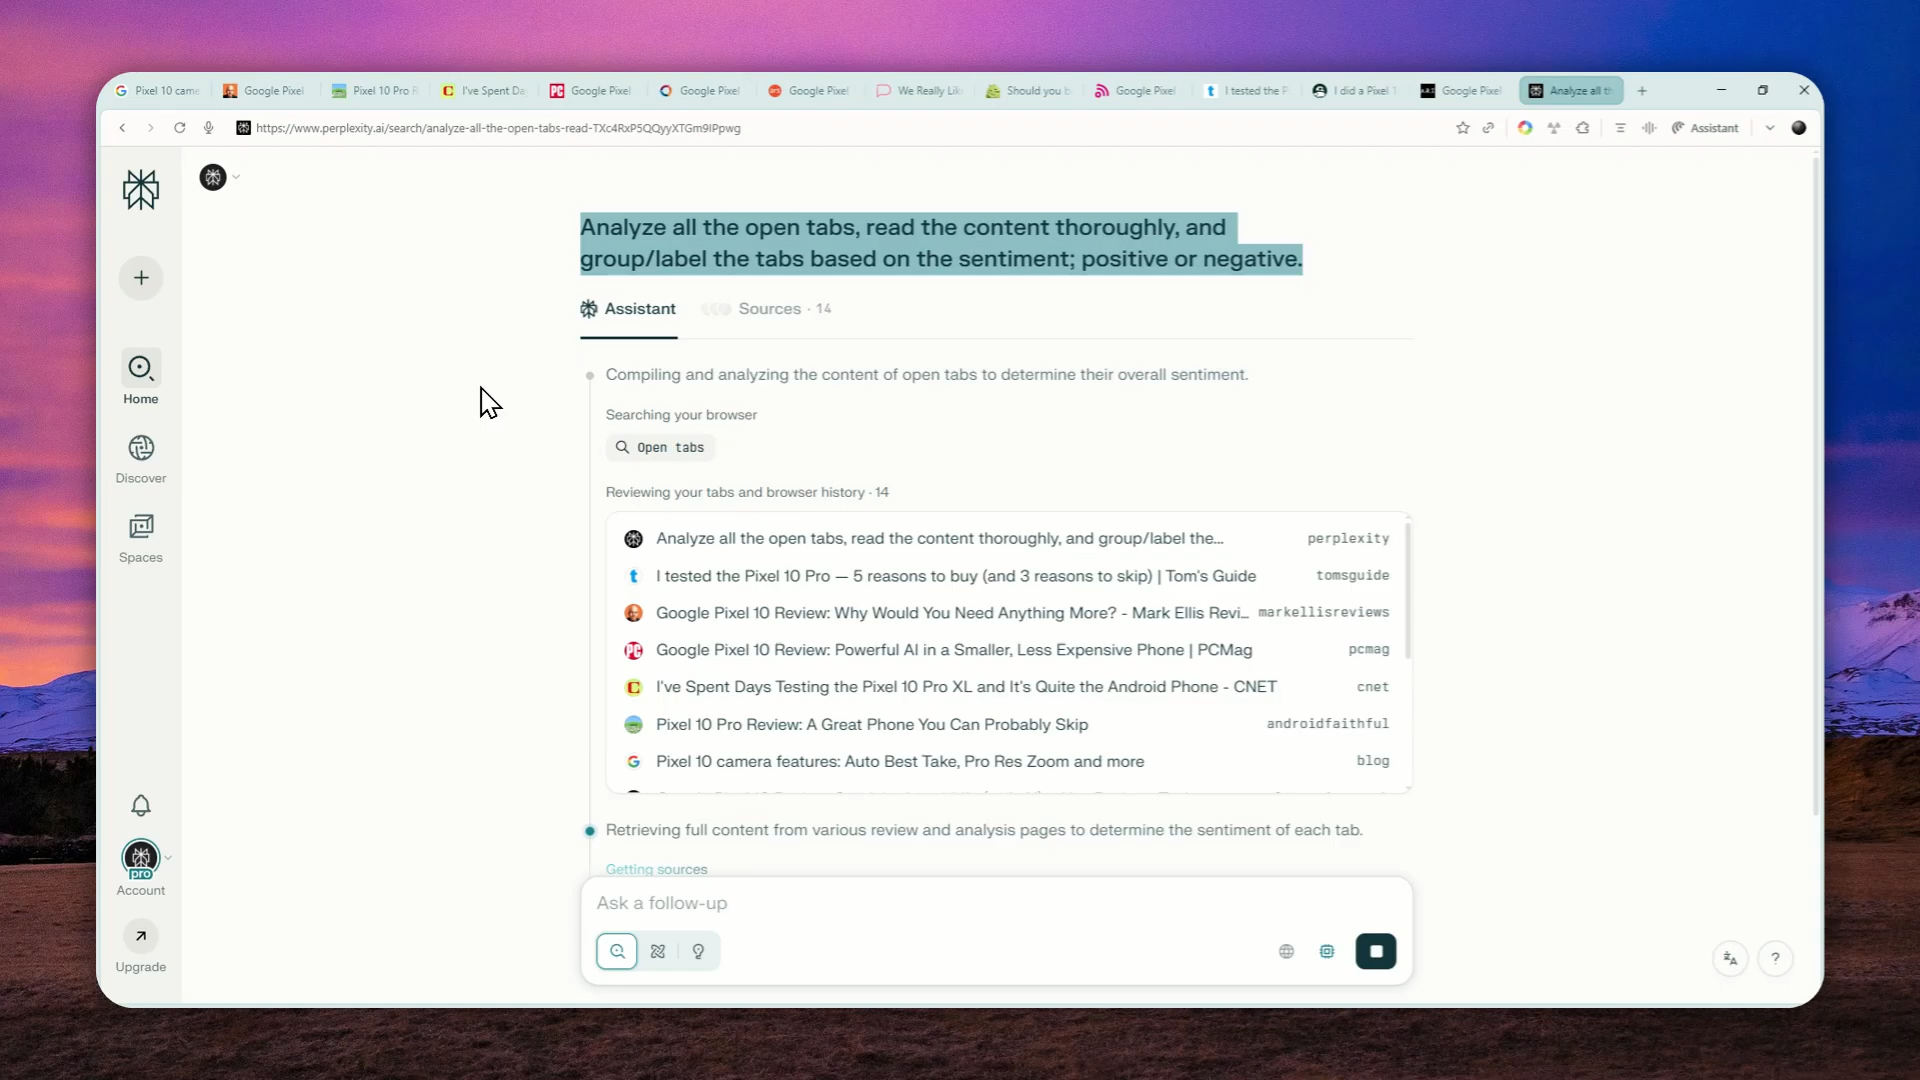 Pixel 10 came
Google Pixel
Pixel 10 Pro R
I've Spent Da
Google Pixel
Google Pixel
Google Pixel
We Really Lik
Should you b
Google Pixel
I tested the P
I did a Pixel 1
Google Pixel
Analyze all th
https://www.perplexity.ai/search/analyze-all-the-open-tabs-read-TXc4RxP5QQyyXTGm9IPpwg
Assistant
Analyze all the open tabs, read the content thoroughly, and
group/label the tabs based on the sentiment; positive or negative.
Assistant
Sources · 14
Compiling and analyzing the content of open tabs to determine their overall sentiment.
Searching your browser
Open tabs
Reviewing your tabs and browser history · 14
Analyze all the open tabs, read the content thoroughly, and group/label the... perplexity
I tested the Pixel 10 Pro — 5 reasons to buy (and 3 reasons to skip) | Tom's Guide tomsguide
Google Pixel 10 Review: Why Would You Need Anything More? - Mark Ellis Revi... markellisreviews
Google Pixel 10 Review: Powerful AI in a Smaller, Less Expensive Phone | PCMag pcmag
I've Spent Days Testing the Pixel 10 Pro XL and It's Quite the Android Phone - CNET cnet
Pixel 10 Pro Review: A Great Phone You Can Probably Skip androidfaithful
Pixel 10 camera features: Auto Best Take, Pro Res Zoom and more blog
Retrieving full content from various review and analysis pages to determine the sentiment of each tab.
Getting sources
Ask a follow-up
Home
Discover
Spaces
pro
Account
Upgrade
?